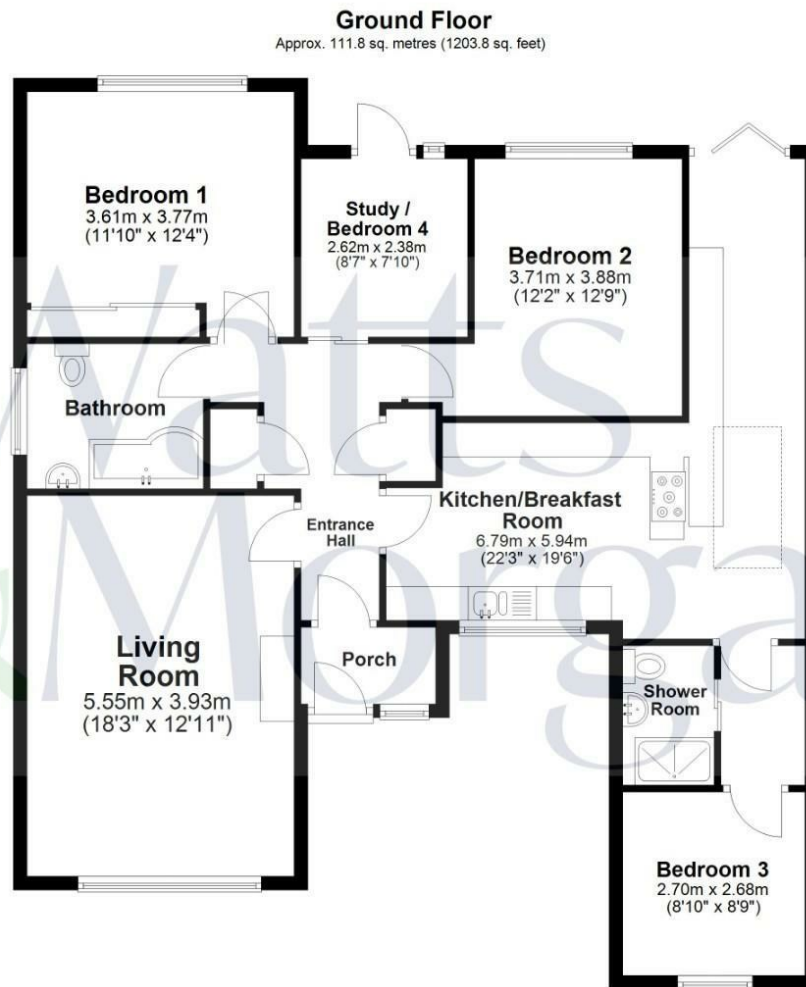 Ground Floor
Approx. 111.8 sq. metres (1203.8 sq. feet)
Bedroom 1
3.61m x 3.77m
(11'10" x 12'4")
Study /
Bedroom 4
2.62m x 2.38m
(8'7" x 7'10")
Bedroom 2
3.71m x 3.88m
(12'2" x 12'9")
Watts
Bathroom
Kitchen/Breakfast
Room
6.79m x 5.94m
(22'3" x 19'6")
Entrance
Hall
Morga
Living
Room
5.55m x 3.93m
(18'3" x 12'11")
Porch
Shower
Room
Bedroom 3
2.70m x 2.68m
(8'10" x 8'9")